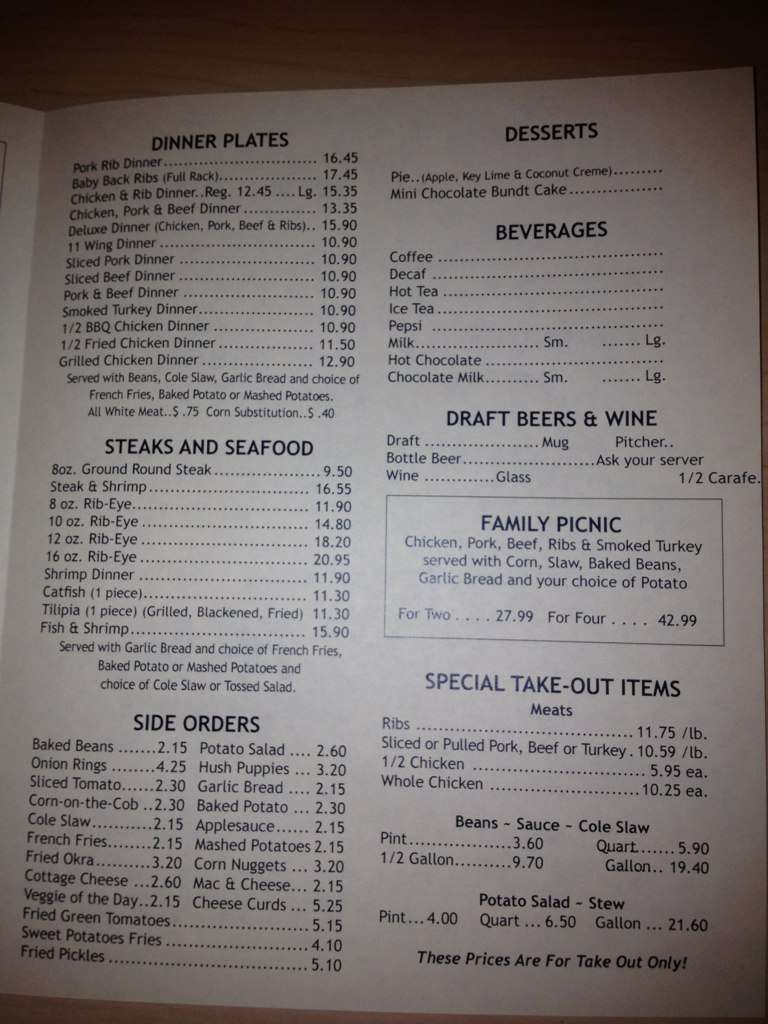 DINNER PLATES
Pork Rib Dinner.............................. 16.45
Baby Back Ribs (Full Rack)..................... 17.45
Chicken & Rib Dinner..Reg. 12.45 ....Lg. 15.35
Chicken, Pork & Beef Dinner .............. 13.35
Deluxe Dinner (Chicken, Pork, Beef & Ribs).. 15.90
11 Wing Dinner ............................. 10.90
Sliced Pork Dinner .......................... 10.90
Sliced Beef Dinner .......................... 10.90
Pork & Beef Dinner ......................... 10.90
Smoked Turkey Dinner...................... 10.90
1/2 BBQ Chicken Dinner ................... 10.90
1/2 Fried Chicken Dinner .................. 11.50
Grilled Chicken Dinner ..................... 12.90
Served with Beans, Cole Slaw, Garlic Bread and choice of
French Fries, Baked Potato or Mashed Potatoes.
All White Meat..$ .75 Corn Substitution..$ .40
STEAKS AND SEAFOOD
8oz. Ground Round Steak ....................9.50
Steak & Shrimp............................... 16.55
8 oz. Rib-Eye.................................. 11.90
10 oz. Rib-Eye ................................ 14.80
12 oz. Rib-Eye ................................ 18.20
16 oz. Rib-Eye ................................ 20.95
Shrimp Dinner ................................ 11.90
Catfish (1 piece).............................. 11.30
Tilipia (1 piece) (Grilled, Blackened, Fried) 11.30
Fish & Shrimp................................. 15.90
Served with Garlic Bread and choice of French Fries,
Baked Potato or Mashed Potatoes and
choice of Cole Slaw or Tossed Salad.
SIDE ORDERS
Baked Beans .......2.15 Potato Salad .... 2.60
Onion Rings ........4.25 Hush Puppies ... 3.20
Sliced Tomato......2.30 Garlic Bread .... 2.15
Corn-on-the-Cob ..2.30 Baked Potato ... 2.30
Cole Slaw............2.15 Applesauce...... 2.15
French Fries........2.15 Mashed Potatoes 2.15
Fried Okra...........3.20 Corn Nuggets ... 3.20
Cottage Cheese ...2.60 Mac & Cheese... 2.15
Veggie of the Day..2.15 Cheese Curds ... 5.25
Fried Green Tomatoes........................5.15
Sweet Potatoes Fries ........................ 4.10
Fried Pickles ...................................5.10
DESSERTS
Pie..(Apple, Key Lime & Coconut Creme).........
Mini Chocolate Bundt Cake.................
BEVERAGES
Coffee .........................................
Decaf ..........................................
Hot Tea ........................................
Ice Tea.........................................
Pepsi ..........................................
Milk................. Sm. ....... Lg.
Hot Chocolate ................................
Chocolate Milk.......... Sm. ....... Lg.
DRAFT BEERS & WINE
Draft ..................... Mug Pitcher..
Bottle Beer........................Ask your server
Wine .............Glass 1/2 Carafe.
FAMILY PICNIC
Chicken, Pork, Beef, Ribs & Smoked Turkey
served with Corn, Slaw, Baked Beans,
Garlic Bread and your choice of Potato
For Two . . . . 27.99 For Four . . . . 42.99
SPECIAL TAKE-OUT ITEMS
Meats
Ribs ........................................ 11.75 /lb.
Sliced or Pulled Pork, Beef or Turkey . 10.59 /lb.
1/2 Chicken ................................ 5.95 ea.
Whole Chicken ............................ 10.25 ea.
Beans ~ Sauce ~ Cole Slaw
Pint.....................3.60 Quart...... 5.90
1/2 Gallon..........9.70 Gallon.. 19.40
Potato Salad ~ Stew
Pint... 4.00 Quart ... 6.50 Gallon ... 21.60
These Prices Are For Take Out Only!